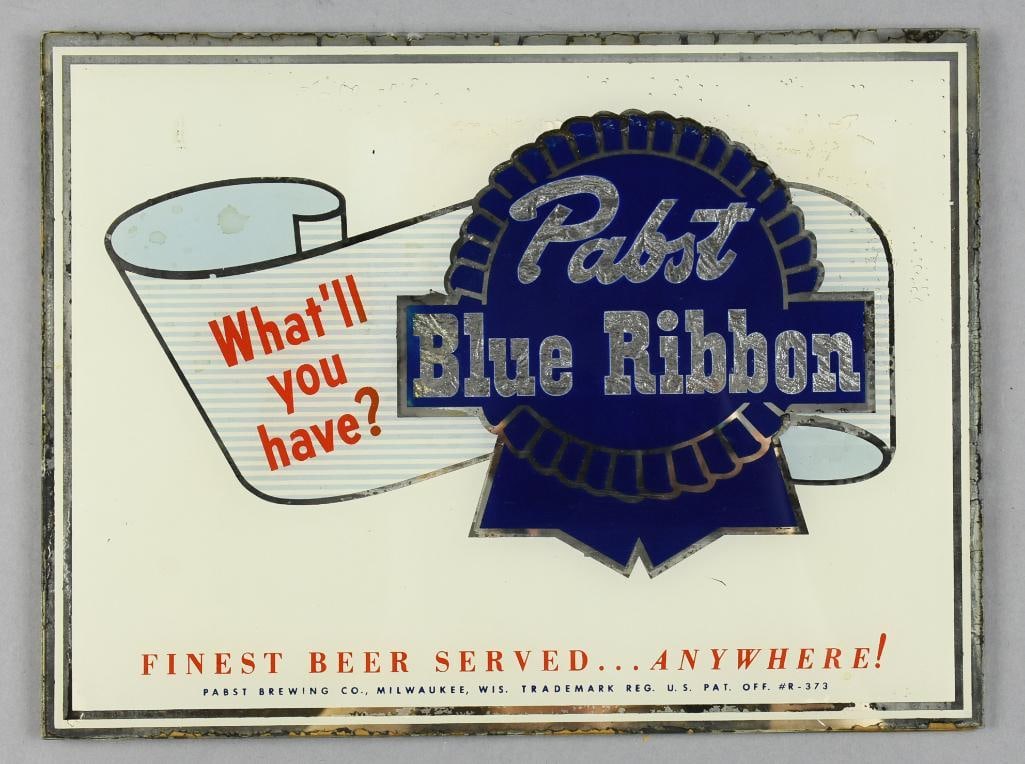 What'll
you
have?
Pabst
Blue Ribbon
FINEST BEER SERVED...ANYWHERE!
PABST BREWING CO., MILWAUKEE, WIS. TRADEMARK REG. U.S. PAT. OFF. #R-373